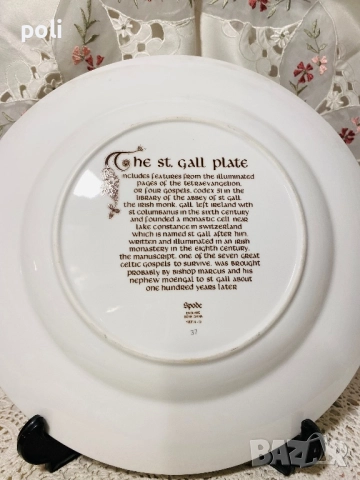 poli
The St. Gall Plate
includes features from the illuminated
pages of the tetraevangelion,
or four gospels, codex 51 in the
library of the abbey of St Gall.
The Irish monk, Gall, left Ireland with
St Columbanus in the sixth century
and founded a monastic cell near
Lake Constance in Switzerland
which is named St Gall after him.
Written and illuminated in an Irish
monastery in the eighth century,
the manuscript, one of the seven great
Celtic gospels to survive, was brought
probably by Bishop Marcus and his
nephew Moengal to St Gall about
one hundred years later
Spode
37
BAZAR